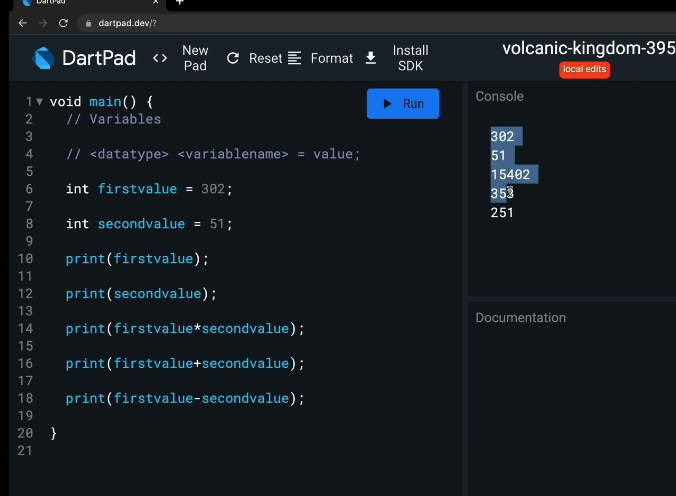 DartPad
dartpad.dev/?
DartPad
New Pad
Reset
Format
Install SDK
volcanic-kingdom-395
local edits
1 void main() {
2 // Variables
3
4 // <datatype> <variablename> = value;
5
6 int firstvalue = 302;
7
8 int secondvalue = 51;
9
10 print(firstvalue);
11
12 print(secondvalue);
13
14 print(firstvalue*secondvalue);
15
16 print(firstvalue+secondvalue);
17
18 print(firstvalue-secondvalue);
19
20 }
21
Run
Console
302
51
15402
353
251
Documentation